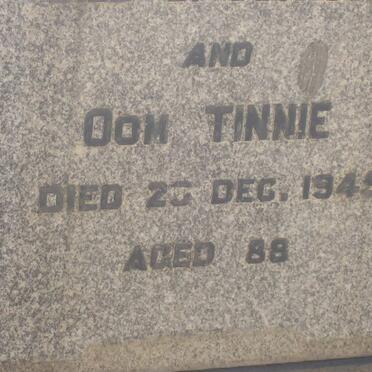 AND
OOM TINNIE
DIED DEC,
AGED 88